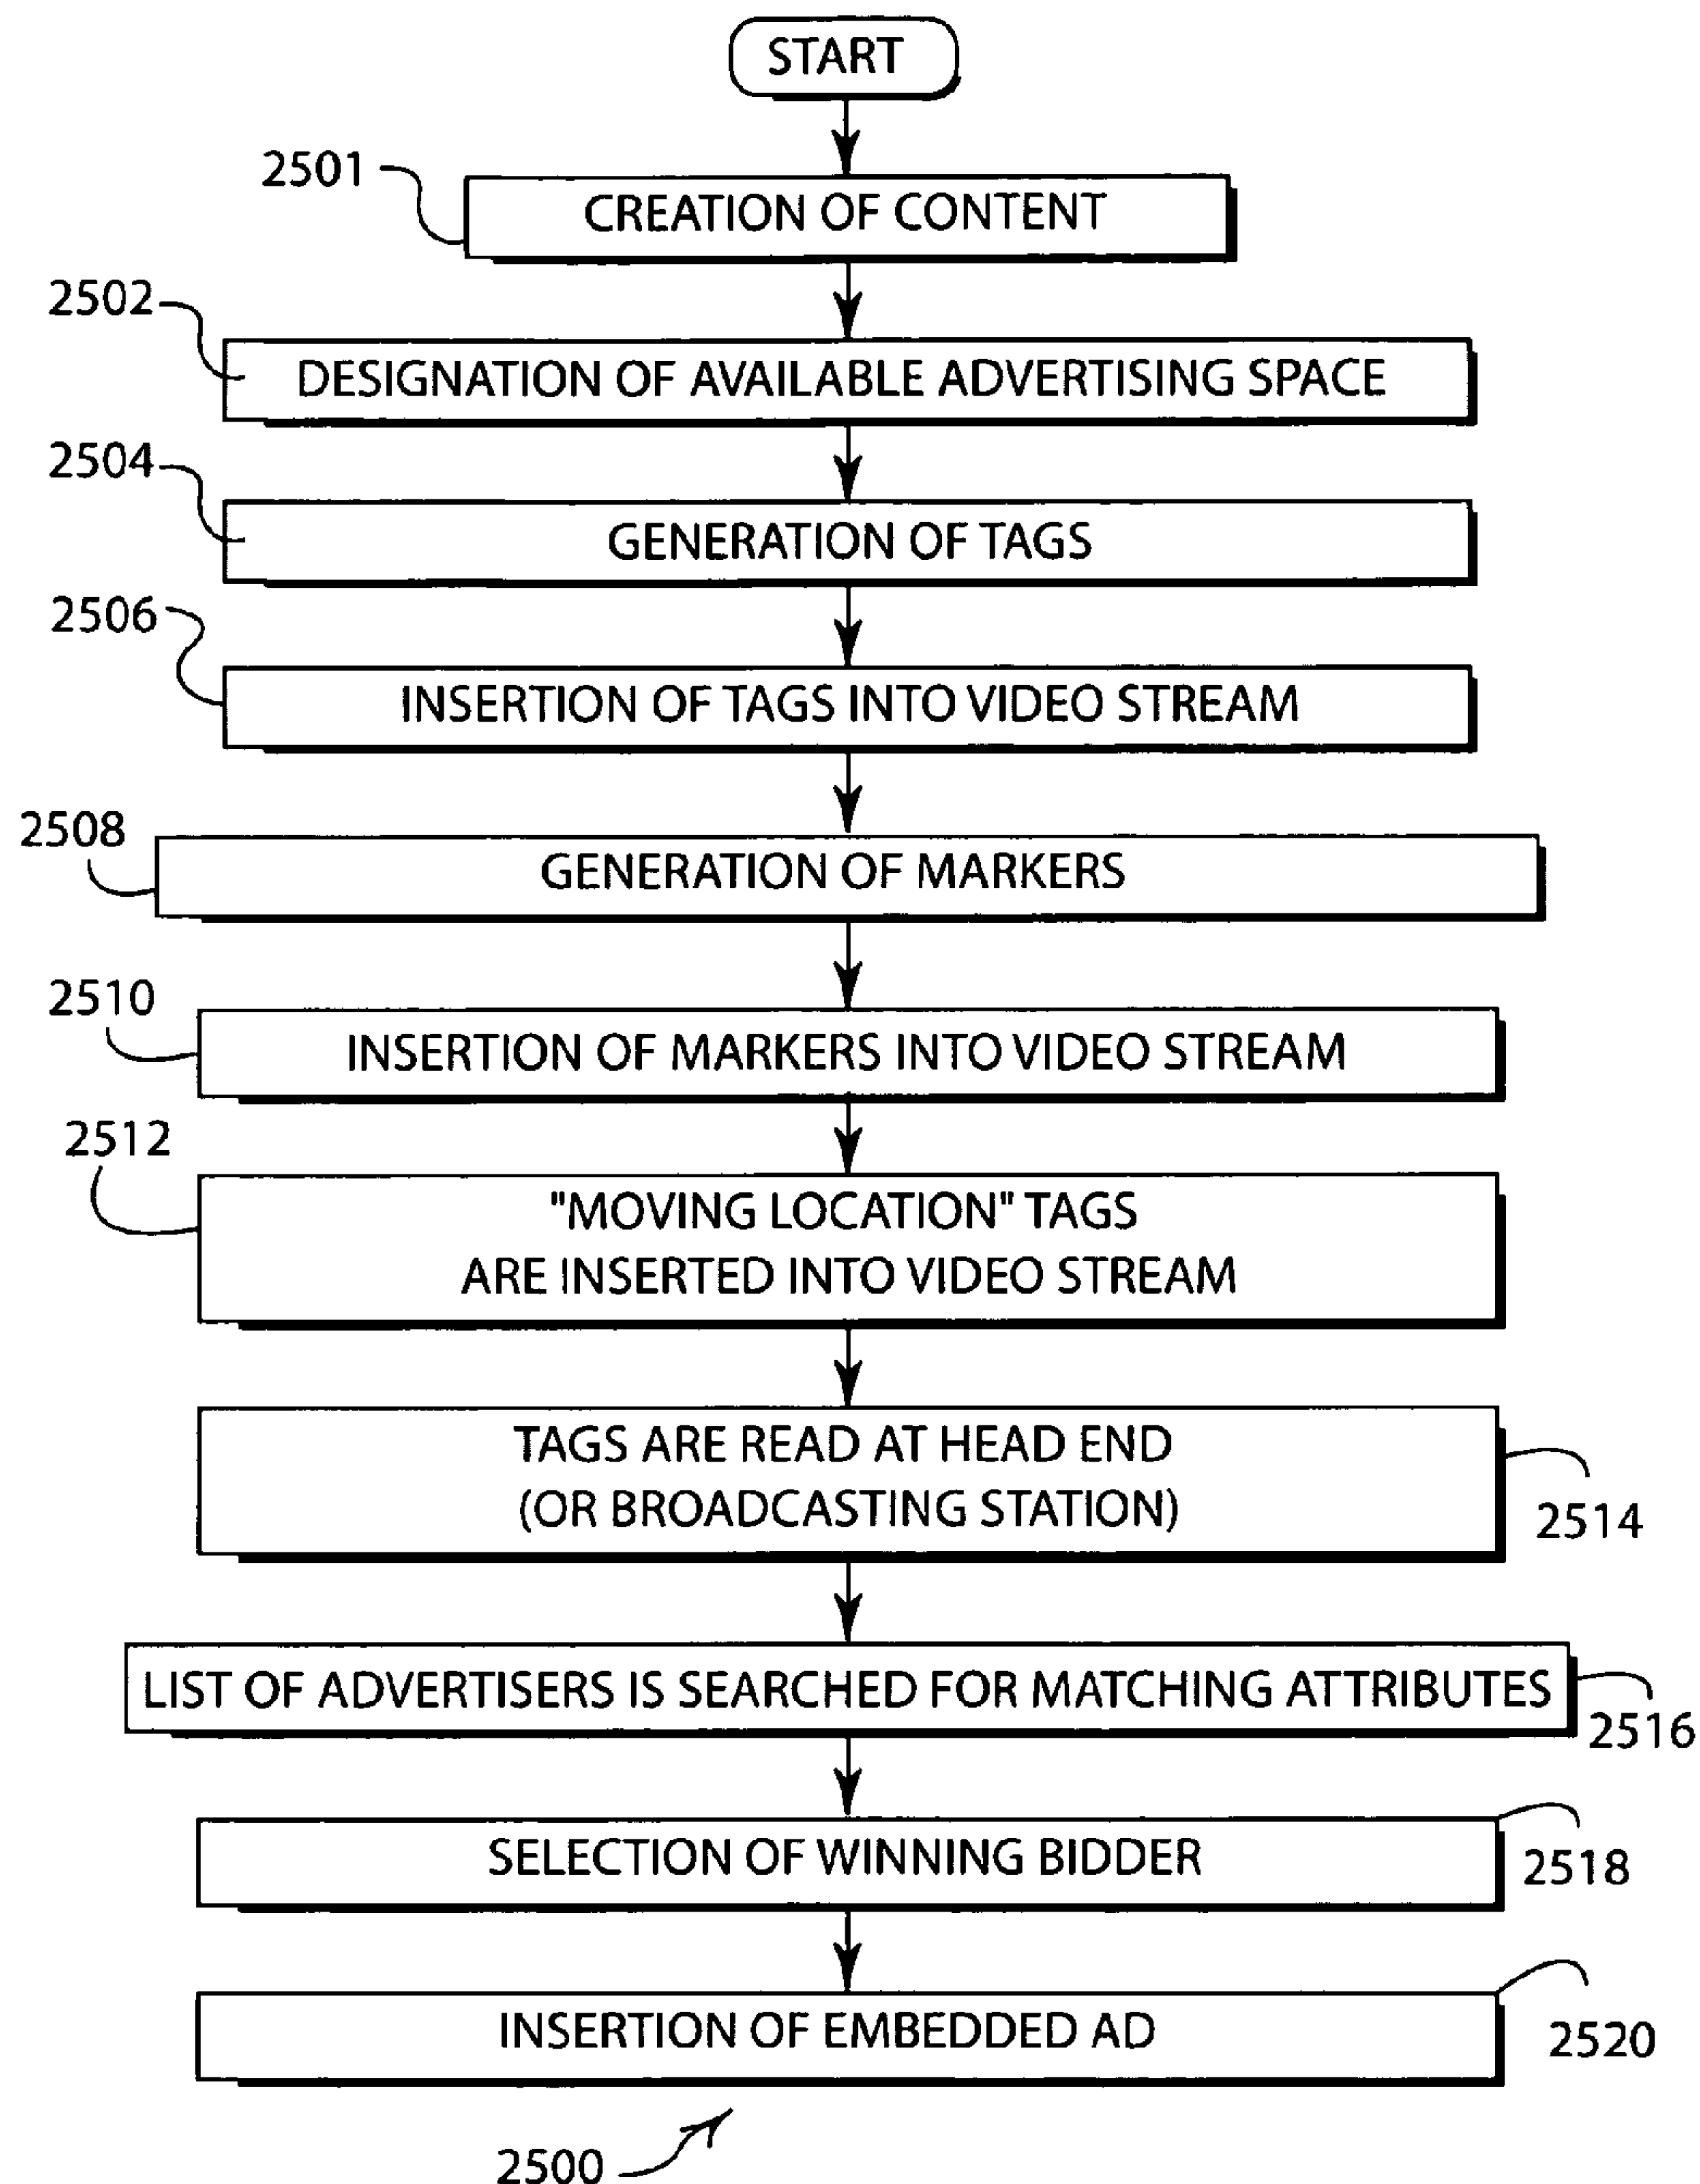 START
2501
CREATION OF CONTENT
2502
DESIGNATION OF AVAILABLE ADVERTISING SPACE
2504
GENERATION OF TAGS
2506
INSERTION OF TAGS INTO VIDEO STREAM
2508
GENERATION OF MARKERS
2510
INSERTION OF MARKERS INTO VIDEO STREAM
2512
"MOVING LOCATION" TAGS
ARE INSERTED INTO VIDEO STREAM
TAGS ARE READ AT HEAD END
(OR BROADCASTING STATION)
2514
LIST OF ADVERTISERS IS SEARCHED FOR MATCHING ATTRIBUTES
2516
SELECTION OF WINNING BIDDER
2518
INSERTION OF EMBEDDED AD
2520
2500